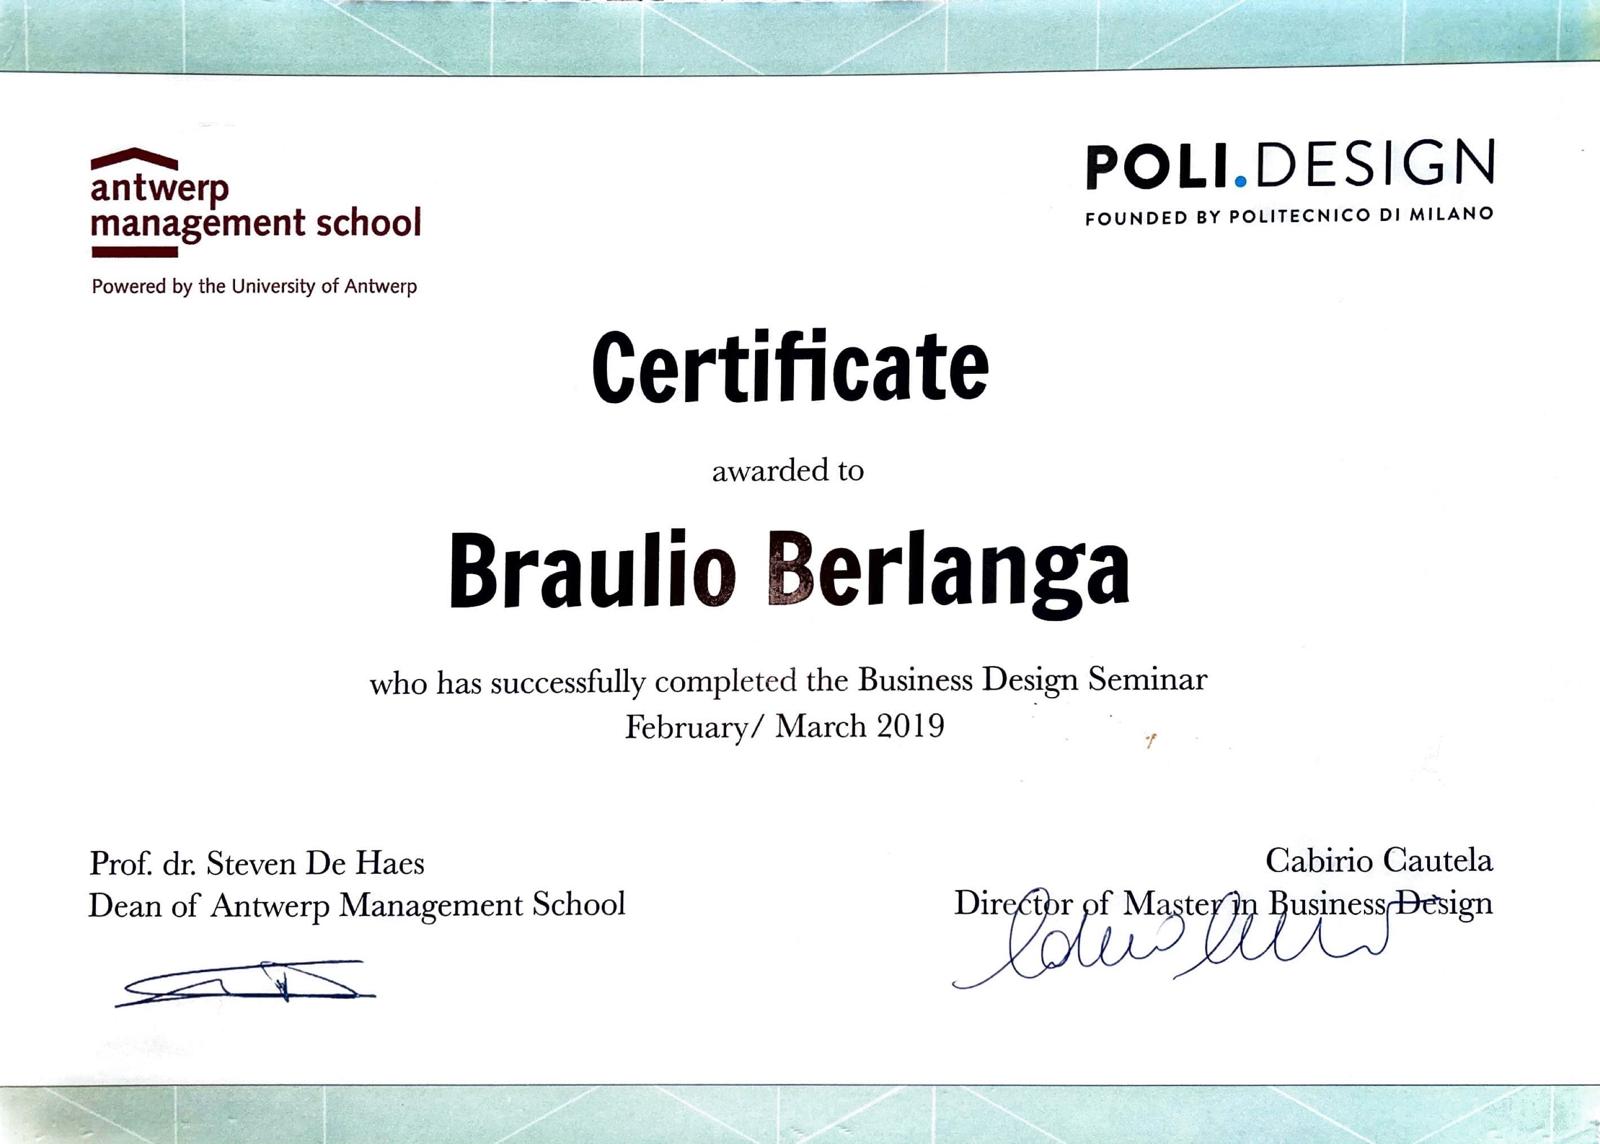 antwerp
management school
Powered by the University of Antwerp
POLI.DESIGN
FOUNDED BY POLITECNICO DI MILANO
Certificate
awarded to
Braulio Berlanga
who has successfully completed the Business Design Seminar
February/ March 2019
Prof. dr. Steven De Haes
Dean of Antwerp Management School
Cabirio Cautela
Director of Master in Business Design